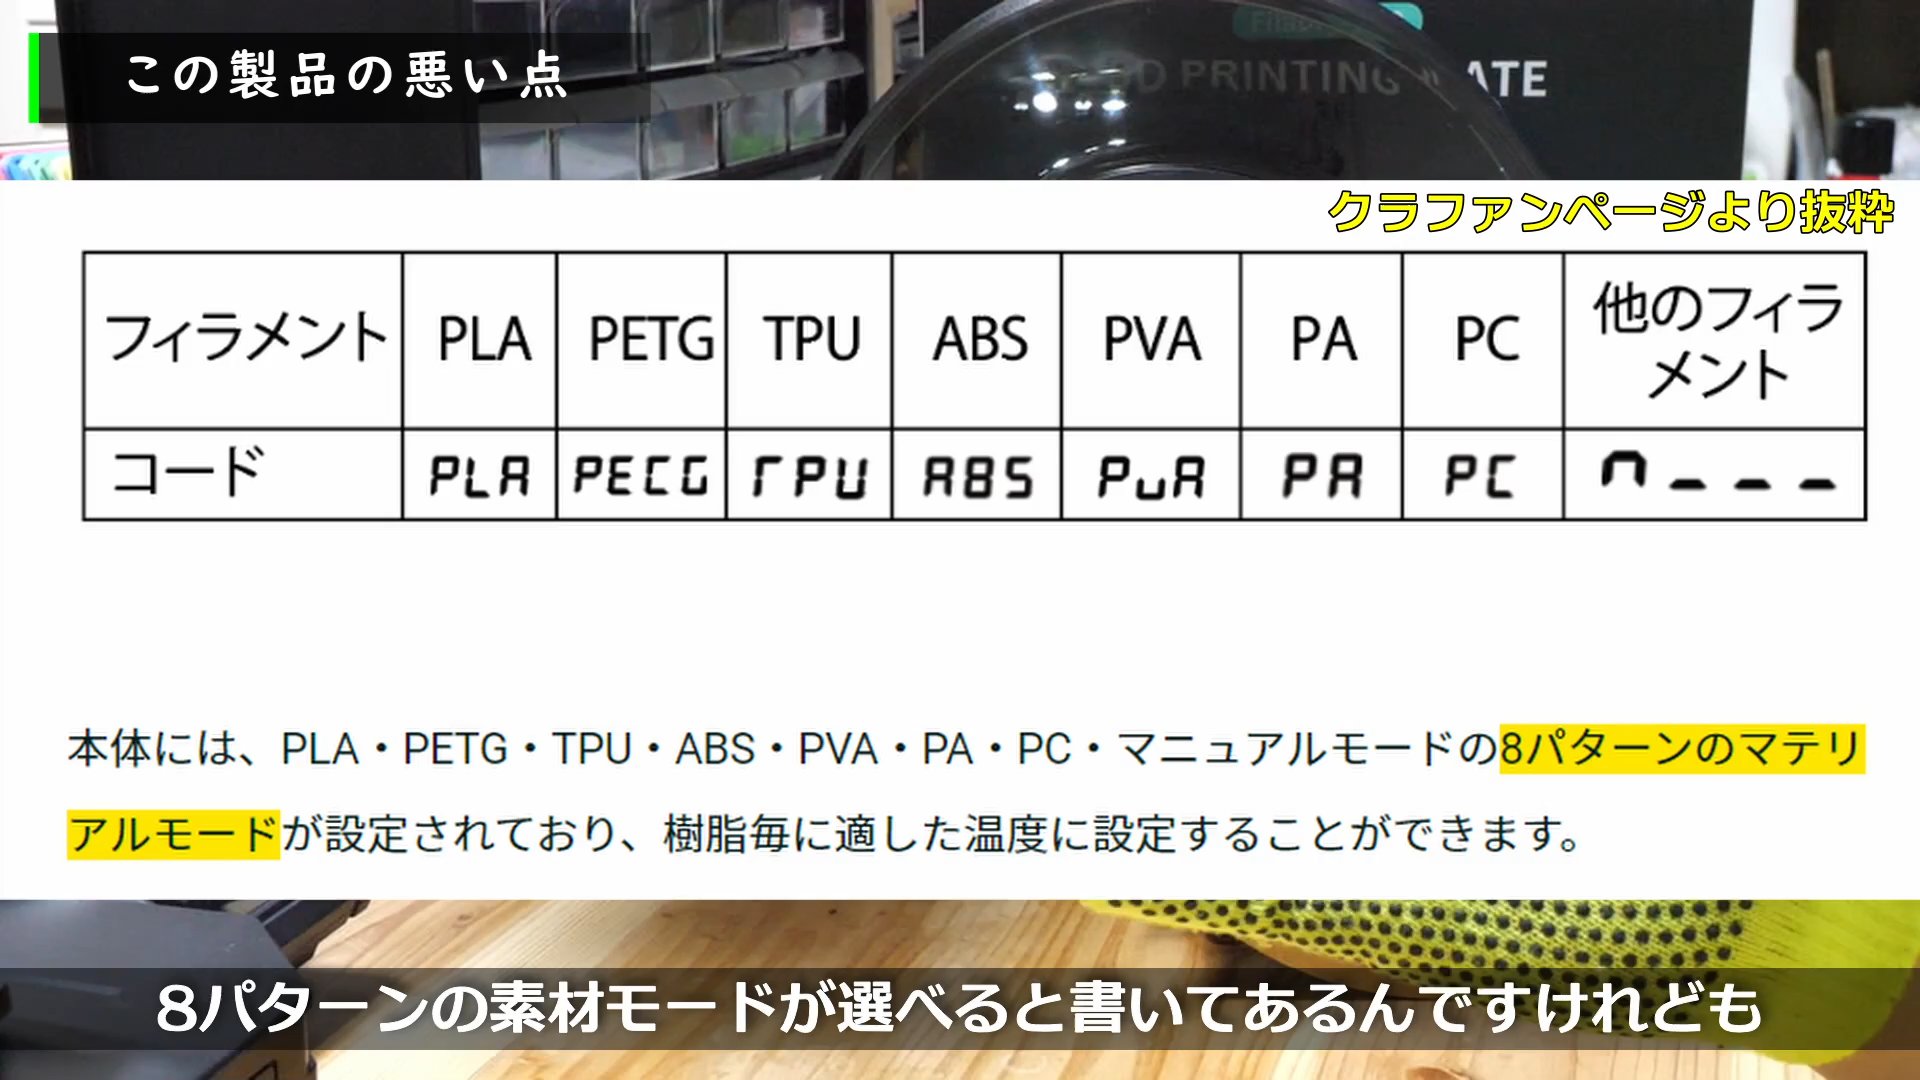 この製品の悪い点
3D PRINTING PLATE
クラファンページより抜粋
フィラメント PLA PETG TPU ABS PVA PA PC 他のフィラメント
コード PLA PECG ГPU ABS PuA PA PC n _ _ _
本体には、PLA・PETG・TPU・ABS・PVA・PA・PC・マニュアルモードの8パターンのマテリ
アルモードが設定されており、樹脂毎に適した温度に設定することができます。
8パターンの素材モードが選べると書いてあるんですけれども